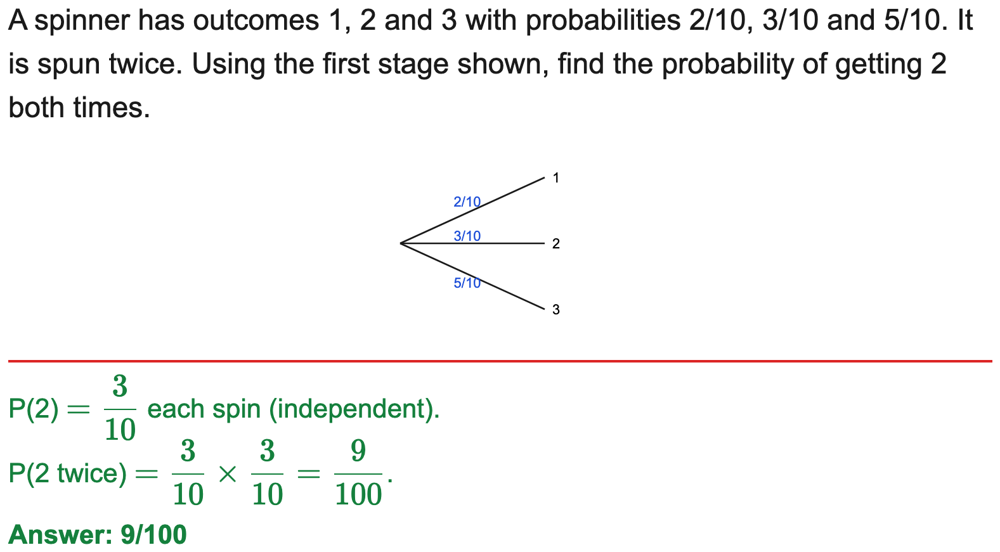 A spinner has outcomes 1, 2 and 3 with probabilities 2/10, 3/10 and 5/10. It
is spun twice. Using the first stage shown, find the probability of getting 2
both times.
1
2/10
3/10
2
5/10
3
P(2) = 3/10 each spin (independent).
P(2 twice) = 3/10 × 3/10 = 9/100.
Answer: 9/100